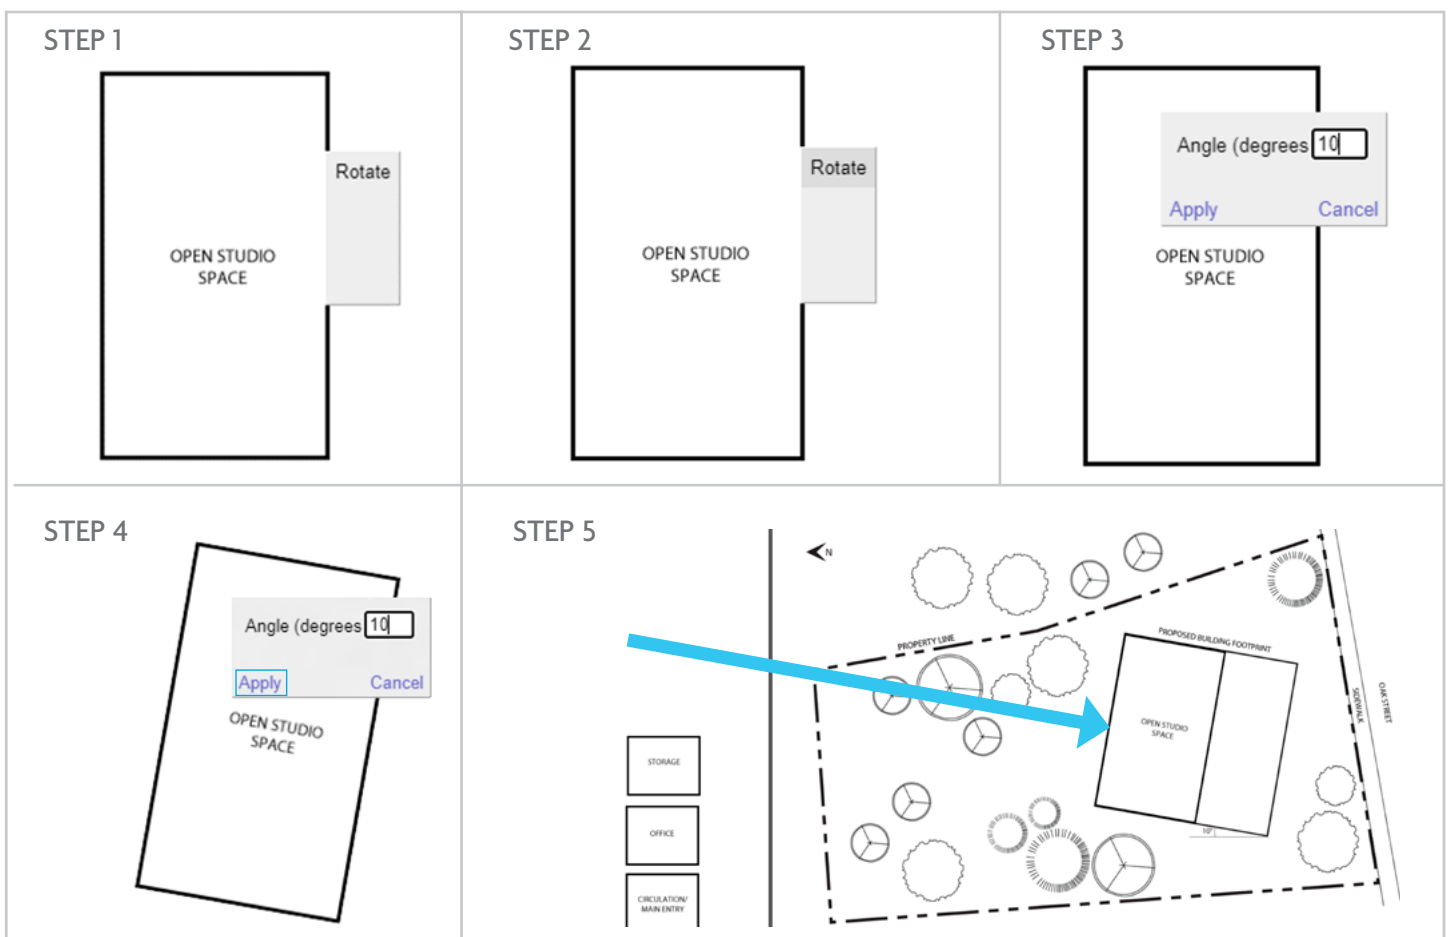 STEP 1
Rotate
OPEN STUDIO
SPACE
STEP 2
Rotate
OPEN STUDIO
SPACE
STEP 3
Angle (degrees 10
Apply Cancel
OPEN STUDIO
SPACE
STEP 4
Angle (degrees 10
Apply Cancel
OPEN STUDIO
SPACE
STEP 5
N
PROPERTY LINE
PROPOSED BUILDING FOOTPRINT
OAK STREET
SIDEWALK
OPEN STUDIO
SPACE
10°
STORAGE
OFFICE
CIRCULATION/
MAIN ENTRY